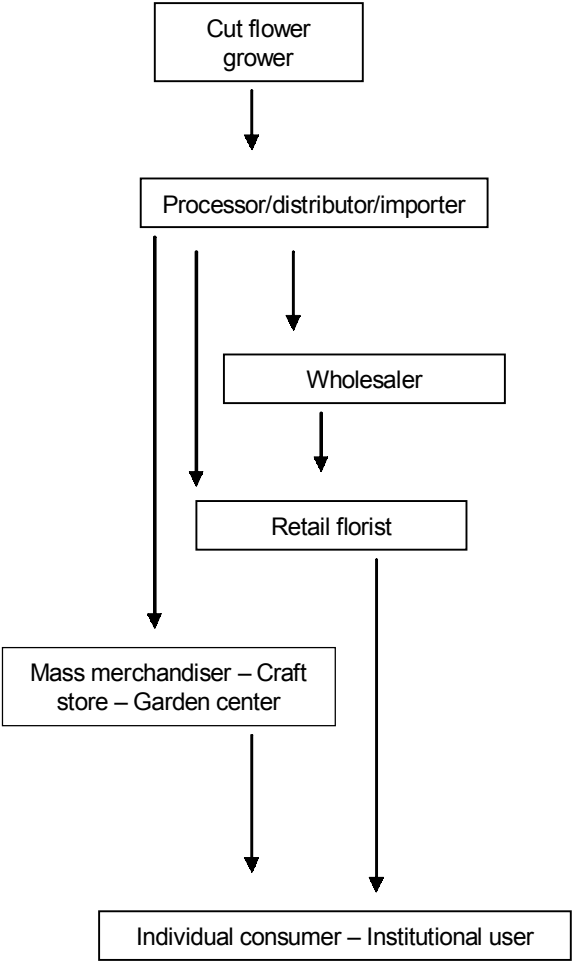 Cut flower
grower
Processor/distributor/importer
Wholesaler
Retail florist
Mass merchandiser – Craft
store – Garden center
Individual consumer – Institutional user